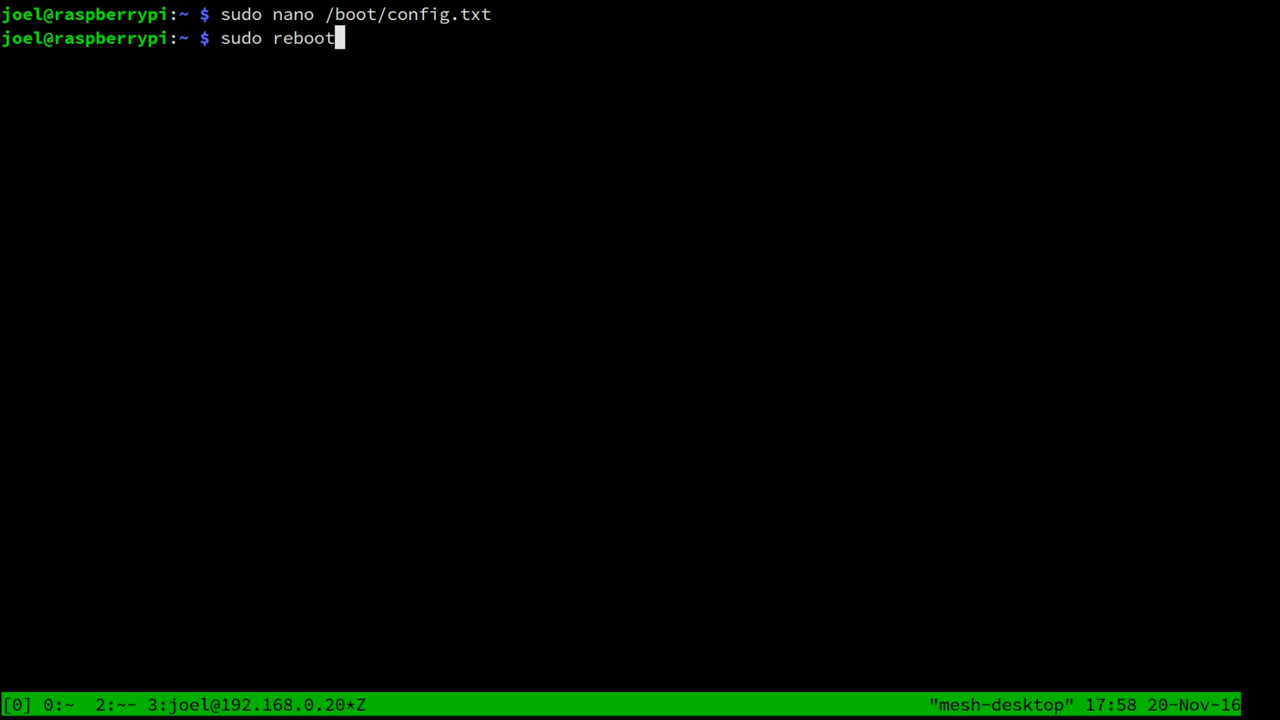 joel@raspberrypi:~ $ sudo nano /boot/config.txt
joel@raspberrypi:~ $ sudo reboot
[0] 0:~  2:~- 3:joel@192.168.0.20*Z "mesh-desktop" 17:58 20-Nov-16